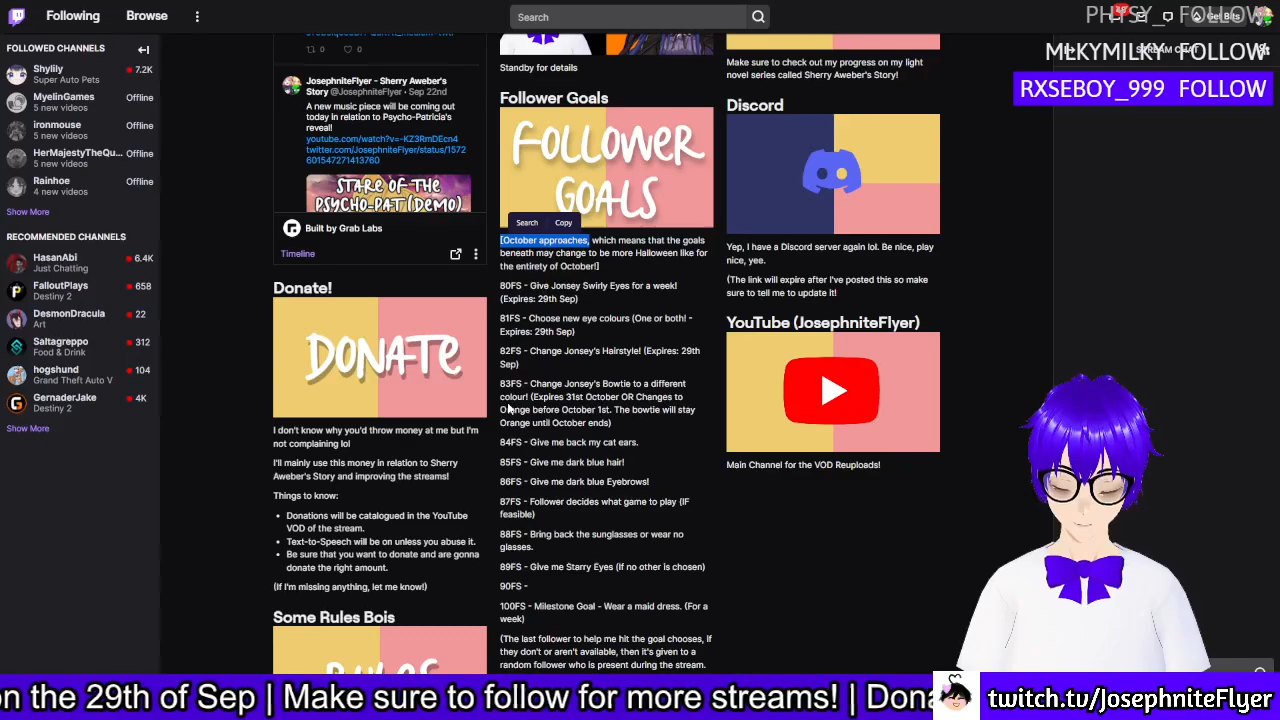 Following
Browse
Search
Get Bits
PHTSY_ FOLLOW
MLKYMILKY FOLLOW
RXSEBOY_999 FOLLOW
STREAM CHAT
FOLLOWED CHANNELS
Shylily
7.2K
Super Auto Pets
MyelinGames
Offline
5 new videos
ironmouse
Offline
5 new videos
HerMajestyTheQu...
Offline
5 new videos
Rainhoe
Offline
4 new videos
Show More
RECOMMENDED CHANNELS
HasanAbi
6.4K
Just Chatting
FalloutPlays
658
Destiny 2
DesmonDracula
22
Art
Saltagreppo
312
Food & Drink
hogshund
104
Grand Theft Auto V
GernaderJake
4K
Destiny 2
Show More
0
0
JosephniteFlyer - Sherry Aweber's
Story @JosephniteFlyer · Sep 22nd
A new music piece will be coming out
today in relation to Psycho-Patricia's
reveal!
youtube.com/watch?v=-KZ3RmDEcn4
twitter.com/JosephniteFlyer/status/1572
601547271413760
STARE OF THE
PSYCHO-PAT (DEMO)
Built by Grab Labs
Timeline
Donate!
DONATE
I don't know why you'd throw money at me but I'm
not complaining lol
I'll mainly use this money in relation to Sherry
Aweber's Story and improving the streams!
Things to know:
Donations will be catalogued in the YouTube
VOD of the stream.
Text-to-Speech will be on unless you abuse it.
Be sure that you want to donate and are gonna
donate the right amount.
(If I'm missing anything, let me know!)
Some Rules Bois
RULES
Standby for details
Follower Goals
FOLLOWER
GOALS
Search
Copy
[October approaches, which means that the goals
beneath may change to be more Halloween like for
the entirety of October!]
80FS - Give Jonsey Swirly Eyes for a week!
(Expires: 29th Sep)
81FS - Choose new eye colours (One or both! -
Expires: 29th Sep)
82FS - Change Jonsey's Hairstyle! (Expires: 29th
Sep)
83FS - Change Jonsey's Bowtie to a different
colour! (Expires 31st October OR Changes to
Orange before October 1st. The bowtie will stay
Orange until October ends)
84FS - Give me back my cat ears.
85FS - Give me dark blue hair!
86FS - Give me dark blue Eyebrows!
87FS - Follower decides what game to play (IF
feasible)
88FS - Bring back the sunglasses or wear no
glasses.
89FS - Give me Starry Eyes (If no other is chosen)
90FS -
100FS - Milestone Goal - Wear a maid dress. (For a
week)
(The last follower to help me hit the goal chooses, if
they don't or aren't available, then it's given to a
random follower who is present during the stream.
Make sure to check out my progress on my light
novel series called Sherry Aweber's Story!
Discord
Yep, I have a Discord server again lol. Be nice, play
nice, yee.
(The link will expire after I've posted this so make
sure to tell me to update it!
YouTube (JosephniteFlyer)
Main Channel for the VOD Reuploads!
on the 29th of Sep | Make sure to follow for more streams! | Dona
twitch.tv/JosephniteFlyer